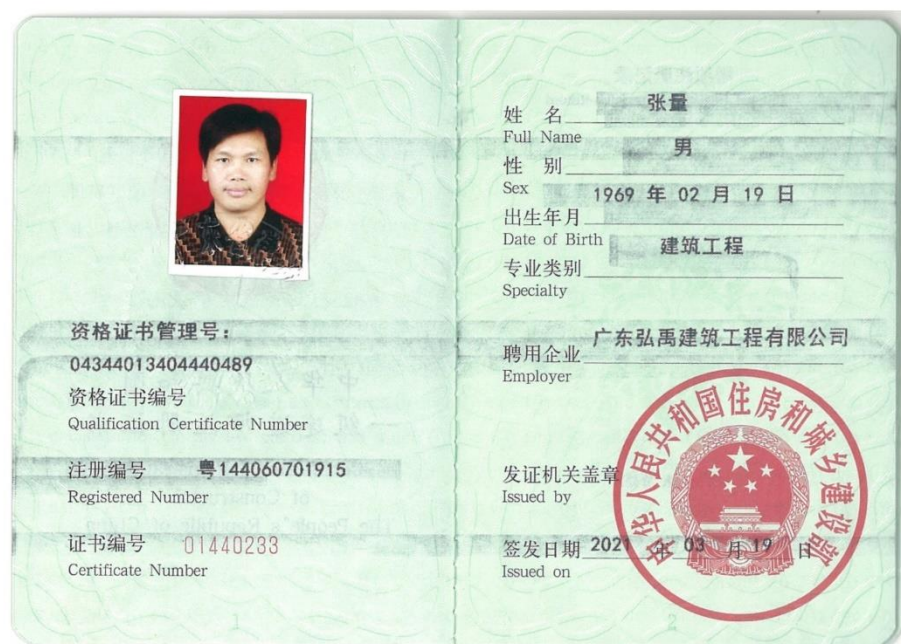 资格证书管理号：
04344013404440489
资格证书编号
Qualification Certificate Number
注册编号 粤144060701915
Registered Number
证书编号 01440233
Certificate Number
1
姓 名 张量
Full Name
性 别 男
Sex
出生年月 1969 年 02 月 19 日
Date of Birth
专业类别 建筑工程
Specialty
聘用企业 广东弘禹建筑工程有限公司
Employer
中华人民共和国住房和城乡建设部
发证机关盖章
Issued by
签发日期 2021 年 03 月 19 日
Issued on
2